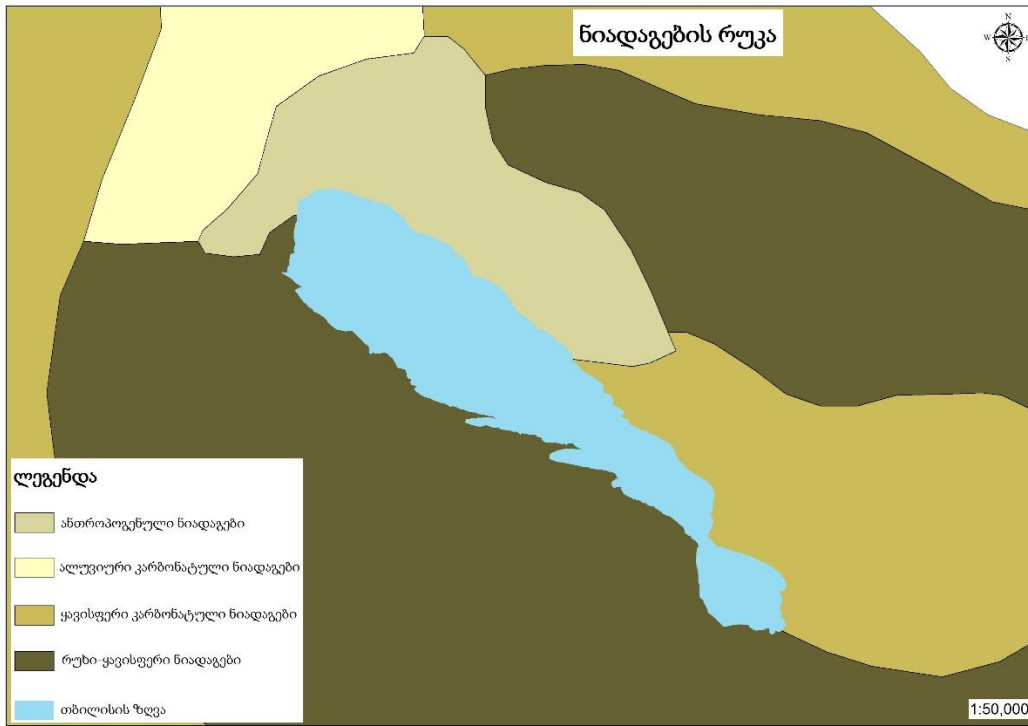 ნიადაგების რუკა
N
W E
S
ლეგენდა
ანთროპოგენული ნიადაგები
ალუვიური კარბონატული ნიადაგები
ყავისფერი კარბონატული ნიადაგები
რუხი-ყავისფერი ნიადაგები
თბილისის ზღვა
1:50,000